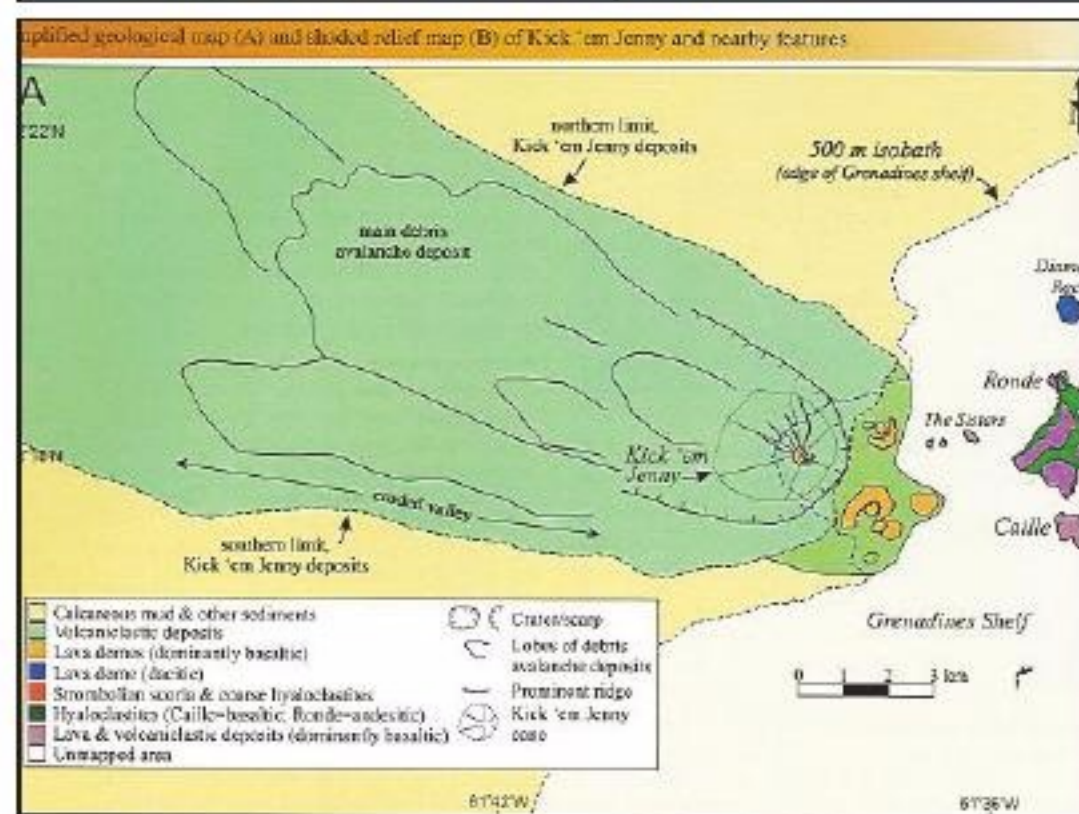 mplified geological map (A) and shaded relief map (B) of Kick 'em Jenny and nearby features
A
2°22'N
northern limit,
Kick 'em Jenny deposits
500 m isobath
(edge of Grenadines shelf)
main debris
avalanche deposit
Ronde
The Sisters
Kick 'em
Jenny
eroded valley
Caille
southern limit,
Kick 'em Jenny deposits
Grenadines Shelf
Calcareous mud & other sediments
Volcaniclastic deposits
Lava domes (dominantly basaltic)
Lava dome (dacitic)
Strombolian scoria & coarse hyaloclastites
Hyaloclastites (Caille=basaltic; Ronde=andesitic)
Lava & volcaniclastic deposits (dominantly basaltic)
Unmapped area
Crater/scarp
Lobes of debris
avalanche deposits
Prominent ridge
Kick 'em Jenny
cone
0 1 2 3 km
61°42'W
61°36'W